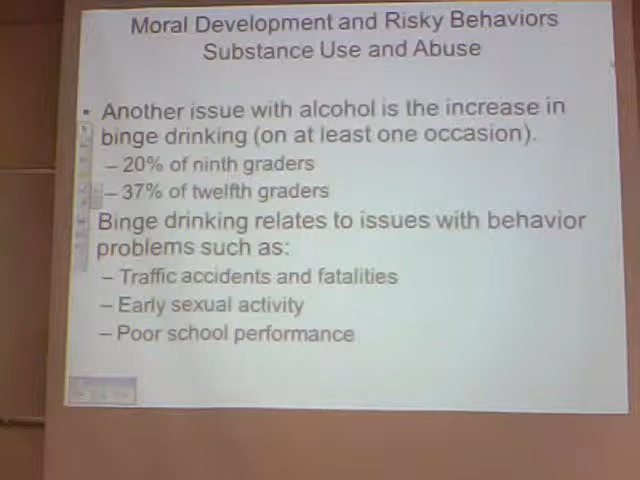 Moral Development and Risky Behaviors
Substance Use and Abuse
• Another issue with alcohol is the increase in
binge drinking (on at least one occasion).
– 20% of ninth graders
– 37% of twelfth graders
Binge drinking relates to issues with behavior
problems such as:
– Traffic accidents and fatalities
– Early sexual activity
– Poor school performance